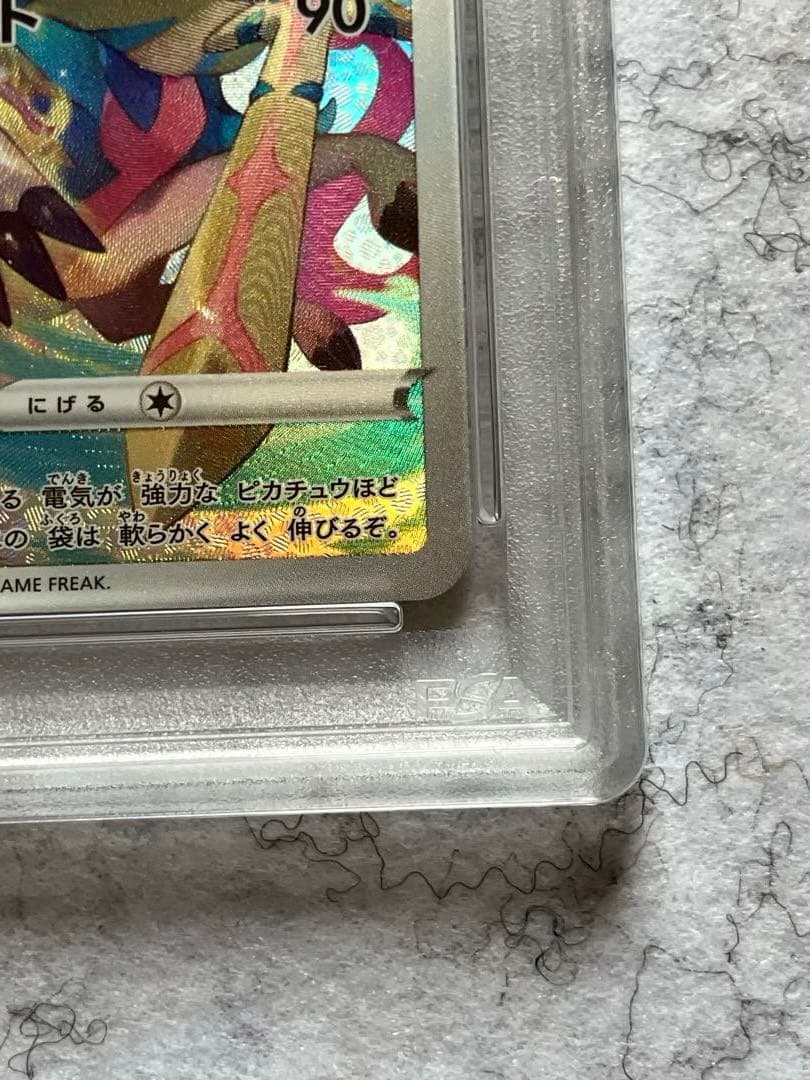 ト 90
にげる
る 電気が 強力な ピカチュウほど
の 袋は 軟らかく よく 伸びるぞ。
AME FREAK.
PSA